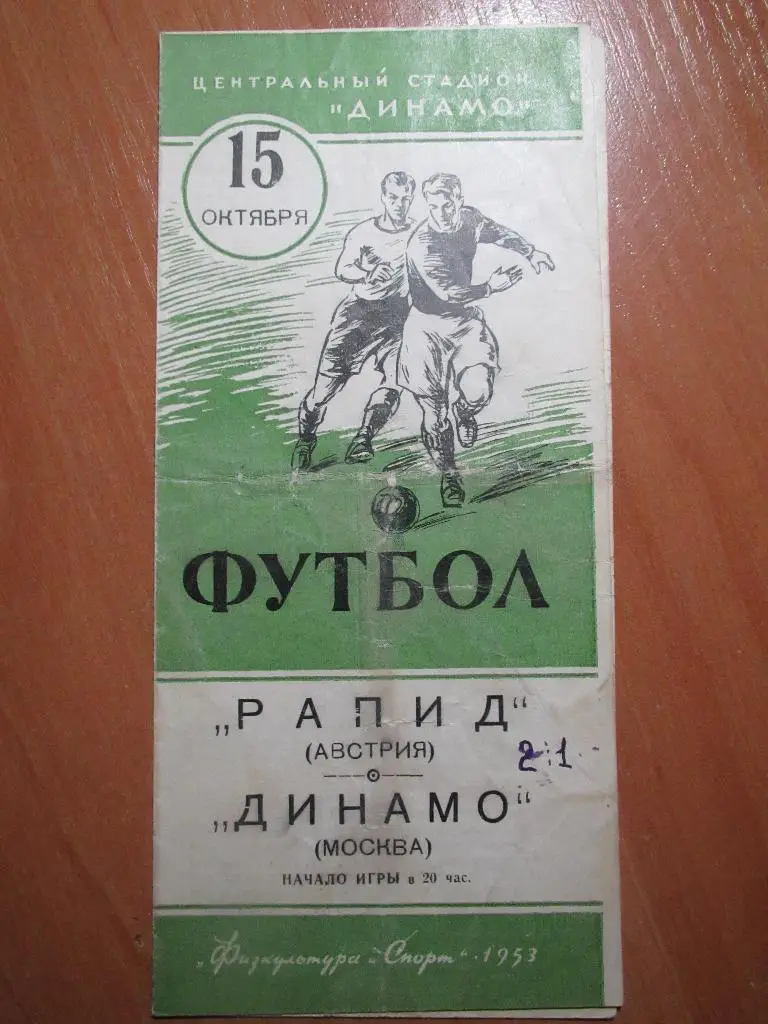 ЦЕНТРАЛЬНЫЙ СТАДИОН
"ДИНАМО"
15
ОКТЯБРЯ
ФУТБОЛ
„РАПИД“
(АВСТРИЯ)
2:1
„ДИНАМО“
(МОСКВА)
НАЧАЛО ИГРЫ в 20 час.
„Физкультура и Спорт“·1953